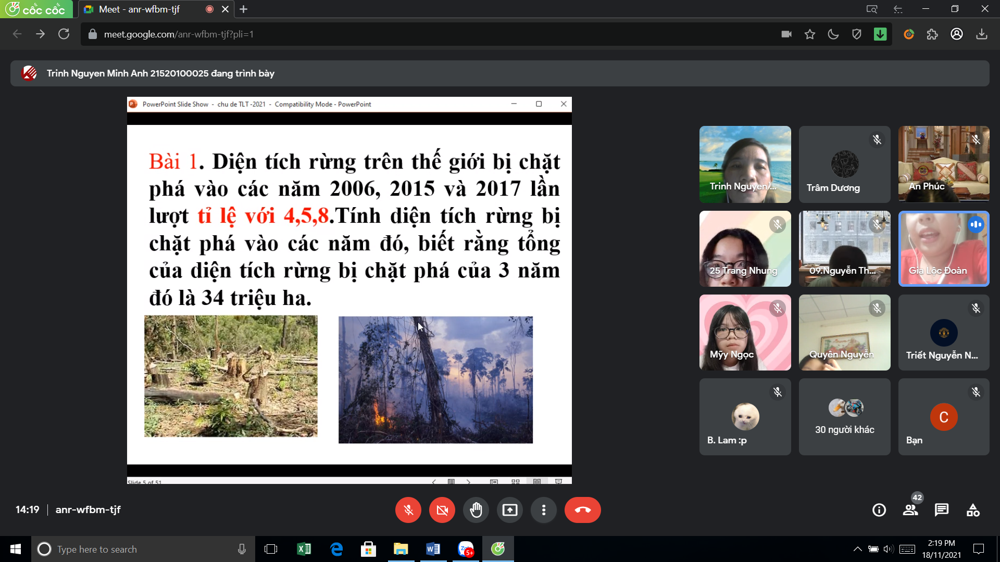 cốc cốc
Meet - anr-wfbm-tjf
meet.google.com/anr-wfbm-tjf?pli=1
Trinh Nguyen Minh Anh 21520100025 đang trình bày
PowerPoint Slide Show - chu de TLT -2021 - Compatibility Mode - PowerPoint
Bài 1. Diện tích rừng trên thế giới bị chặt
phá vào các năm 2006, 2015 và 2017 lần
lượt tỉ lệ với 4,5,8.Tính diện tích rừng bị
chặt phá vào các năm đó, biết rằng tổng
của diện tích rừng bị chặt phá của 3 năm
đó là 34 triệu ha.
Slide 5 of 51
Trinh Nguyen ...
Trâm Dương
An Phúc
25 Trang Nhung
09.Nguyễn Th...
Gia Lộc Đoàn
Mỹy Ngọc
Quyên Nguyễn
Triết Nguyễn N...
B. Lam :p
30 người khác
C
Bạn
14:19
anr-wfbm-tjf
42
Type here to search
5+
2:19 PM
18/11/2021